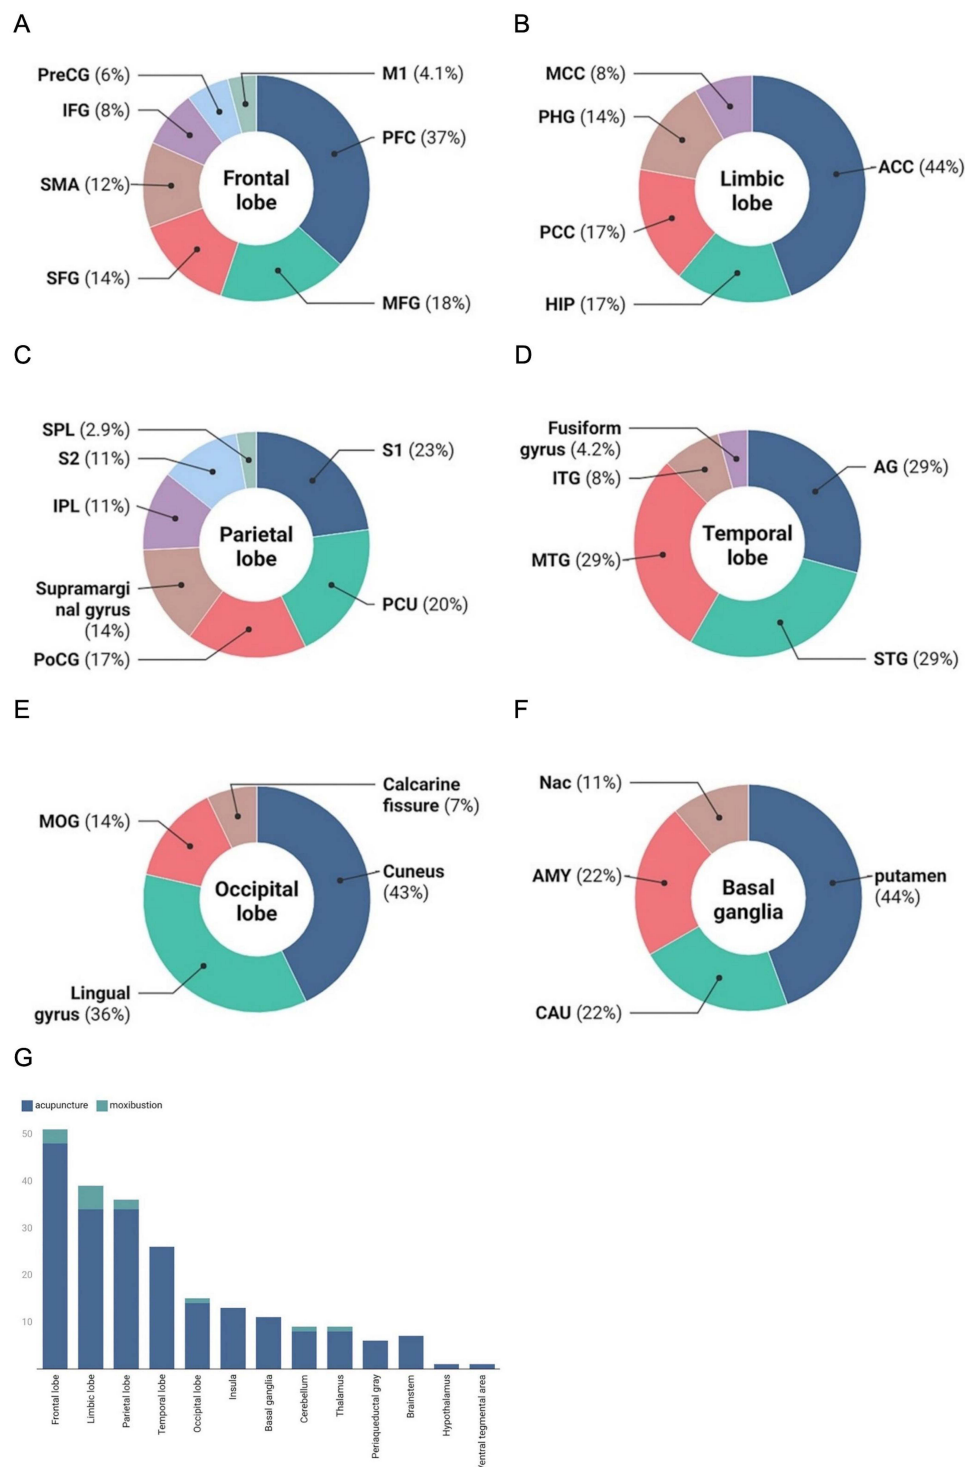 A
PreCG (6%)
IFG (8%)
SMA (12%)
SFG (14%)
M1 (4.1%)
PFC (37%)
MFG (18%)
Frontal
lobe
B
MCC (8%)
PHG (14%)
PCC (17%)
HIP (17%)
ACC (44%)
Limbic
lobe
C
SPL (2.9%)
S2 (11%)
IPL (11%)
Supramargi
nal gyrus
(14%)
PoCG (17%)
S1 (23%)
PCU (20%)
Parietal
lobe
D
Fusiform
gyrus (4.2%)
ITG (8%)
MTG (29%)
AG (29%)
STG (29%)
Temporal
lobe
E
MOG (14%)
Lingual
gyrus (36%)
Calcarine
fissure (7%)
Cuneus
(43%)
Occipital
lobe
F
Nac (11%)
AMY (22%)
CAU (22%)
putamen
(44%)
Basal
ganglia
G
acupuncture
moxibustion
50
40
30
20
10
Frontal lobe
Limbic lobe
Parietal lobe
Temporal lobe
Occipital lobe
Insula
Basal ganglia
Cerebellum
Thalamus
Periaqueductal gray
Brainstem
Hypothalamus
tegmental area